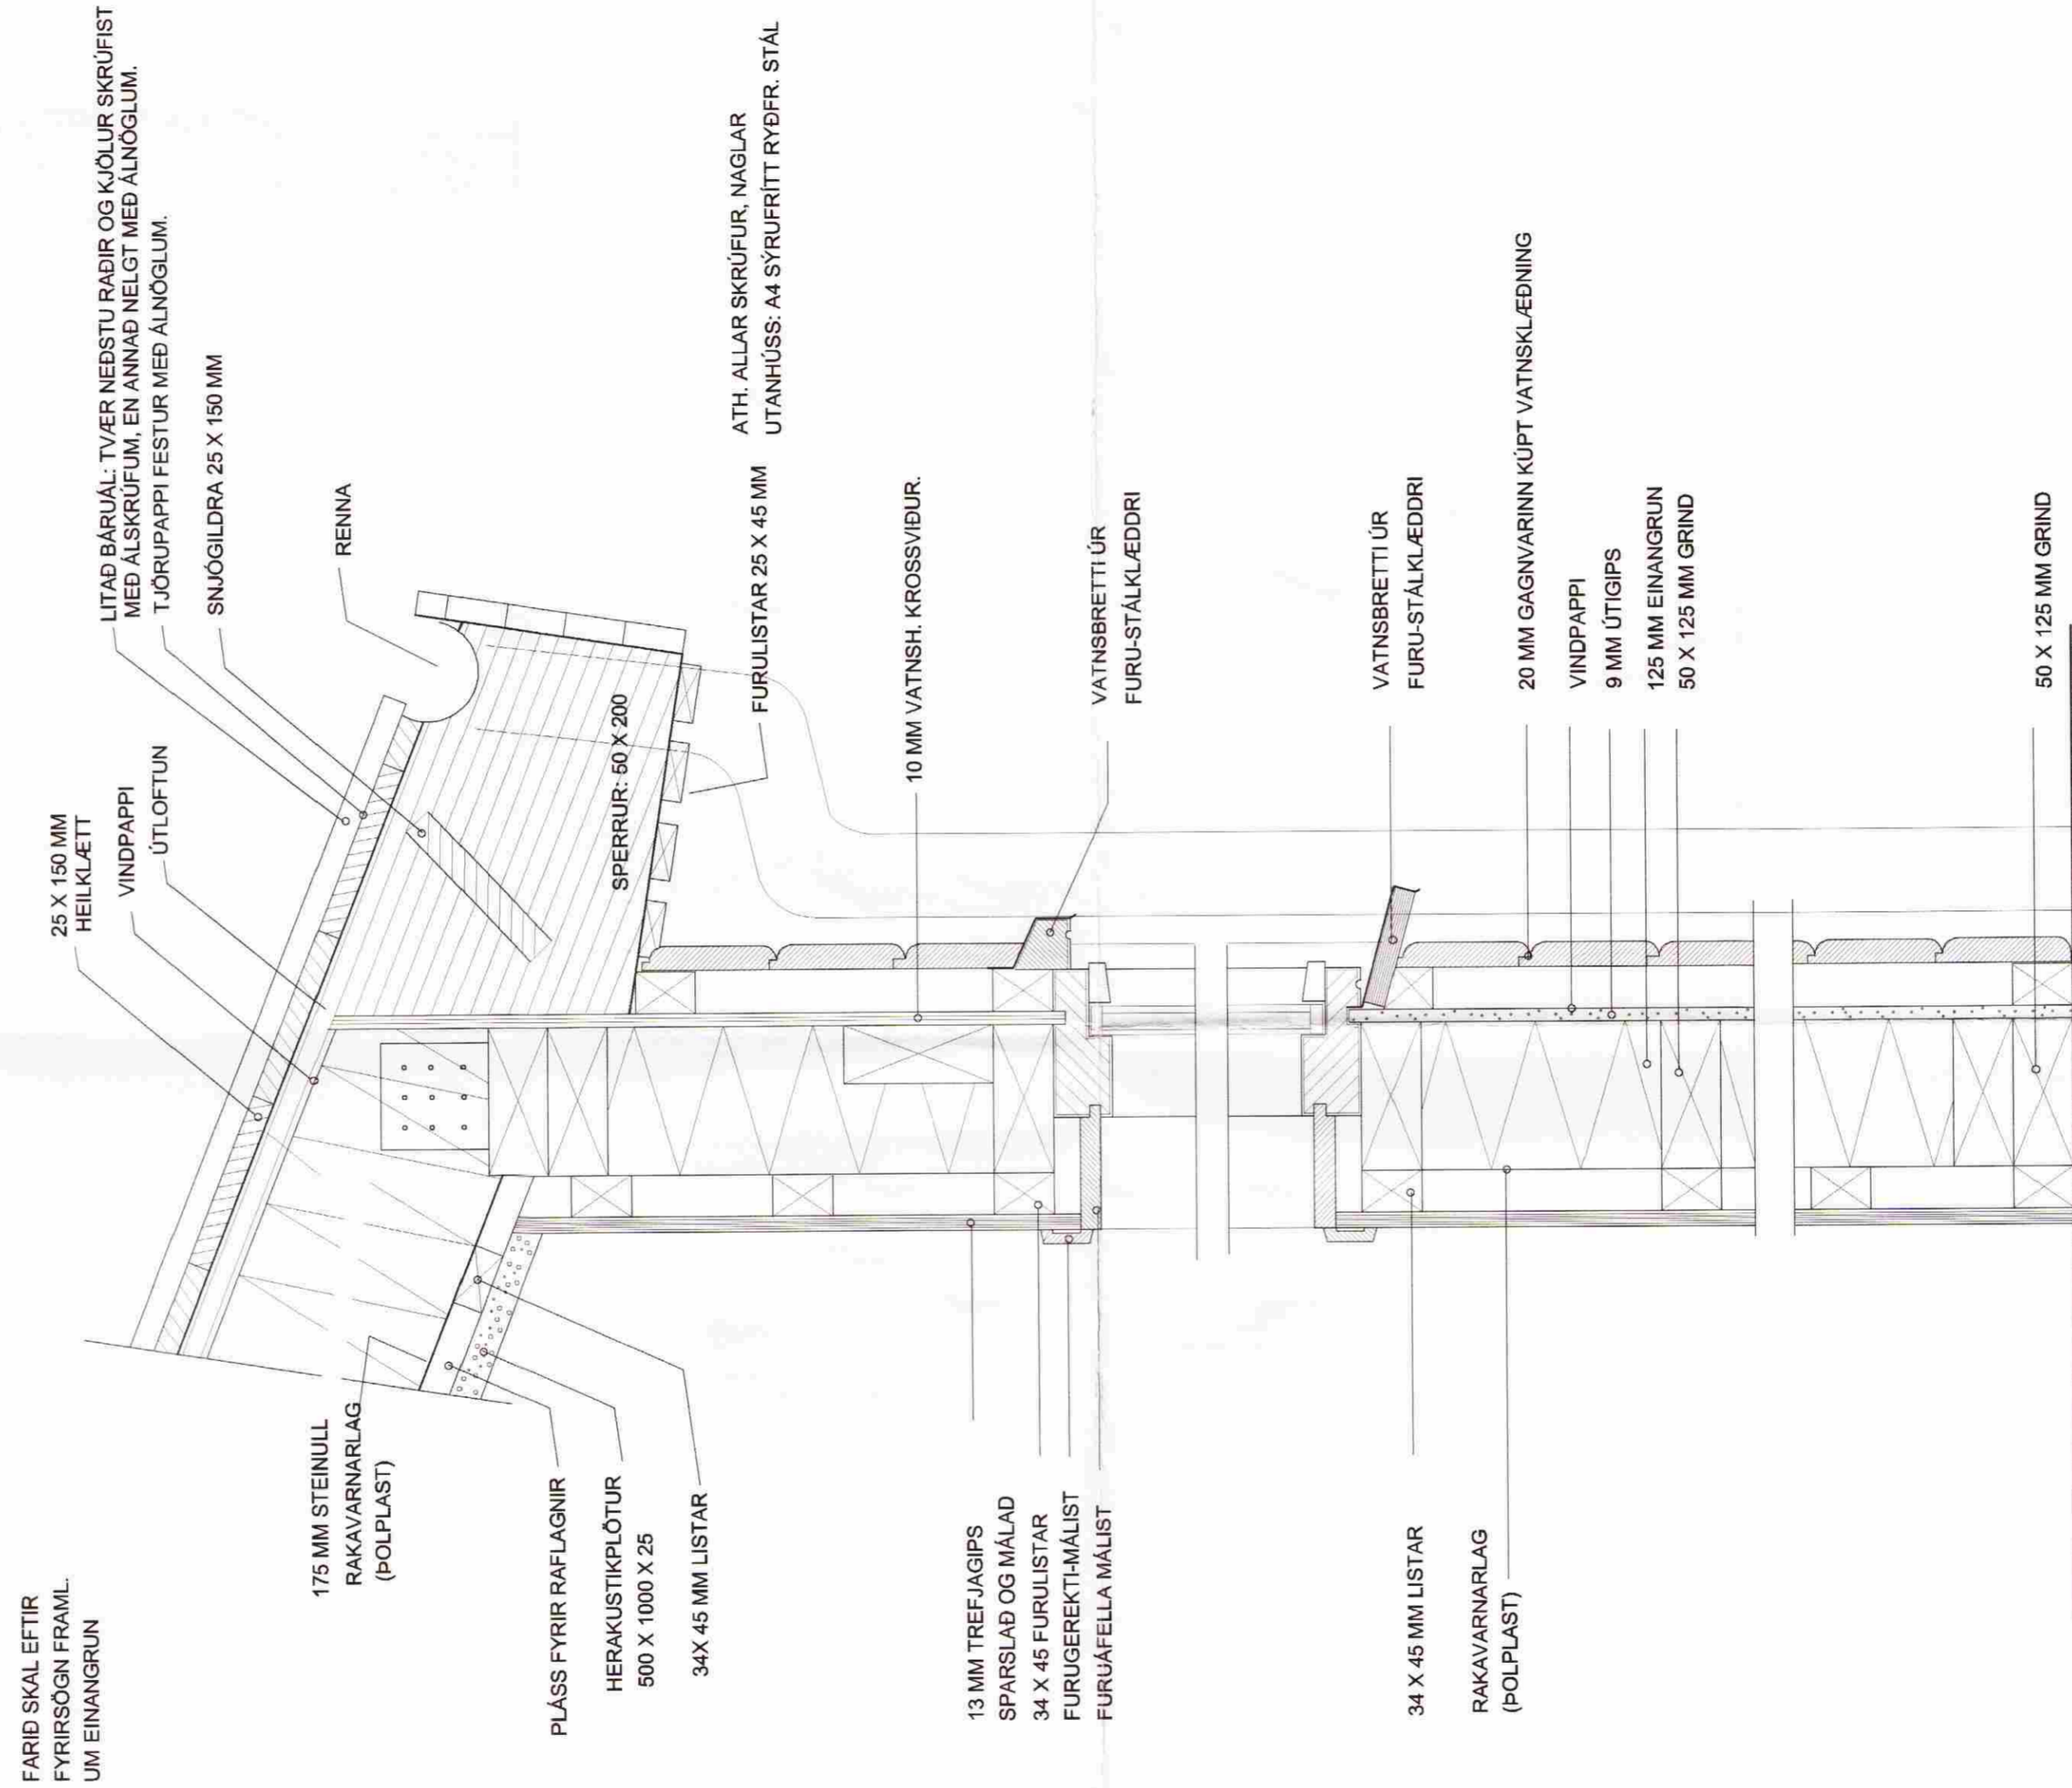 FARIÐ SKAL EFTIR
FYRIRSÖGN FRAML.
UM EINANGRUN
25 X 150 MM
HEILKLÆTT
VINDPAPPI
ÚTLOFTUN
LITAÐ BÁRUÁL: TVÆR NEÐSTU RAÐIR OG KJÖLUR SKRÚFIST
MEÐ ÁLSKRÚFUM, EN ANNAÐ NELGT MEÐ ÁLNÖGLUM.
TJÖRUPAPPI FESTUR MEÐ ÁLNÖGLUM.
SNJÓGILDRA 25 X 150 MM
RENNA
175 MM STEINULL
RAKAVARNARLAG
(ÞOLPLAST)
PLÁSS FYRIR RAFLAGNIR
HERAKUSTIKPLÖTUR
500 X 1000 X 25
34X 45 MM LISTAR
SPERRUR: 50 X 200
FURULISTAR 25 X 45 MM
ATH. ALLAR SKRÚFUR, NAGLAR
UTANHÚSS: A4 SÝRUFRÍTT RYÐFR. STÁL
10 MM VATNSH. KROSSVIÐUR.
VATNSBRETTI ÚR
FURU-STÁLKLÆDDRI
13 MM TREFJAGIPS
SPARSLAÐ OG MÁLAD
34 X 45 FURULISTAR
FURUGEREKTI-MÁLIST
FURUÁFELLA MÁLIST
VATNSBRETTI ÚR
FURU-STÁLKLÆDDRI
34 X 45 MM LISTAR
RAKAVARNARLAG
(ÞOLPLAST)
20 MM GAGNVARINN KÚPT VATNSKLÆÐNING
VINDPAPPI
9 MM ÚTIGIPS
125 MM EINANGRUN
50 X 125 MM GRIND
50 X 125 MM GRIND